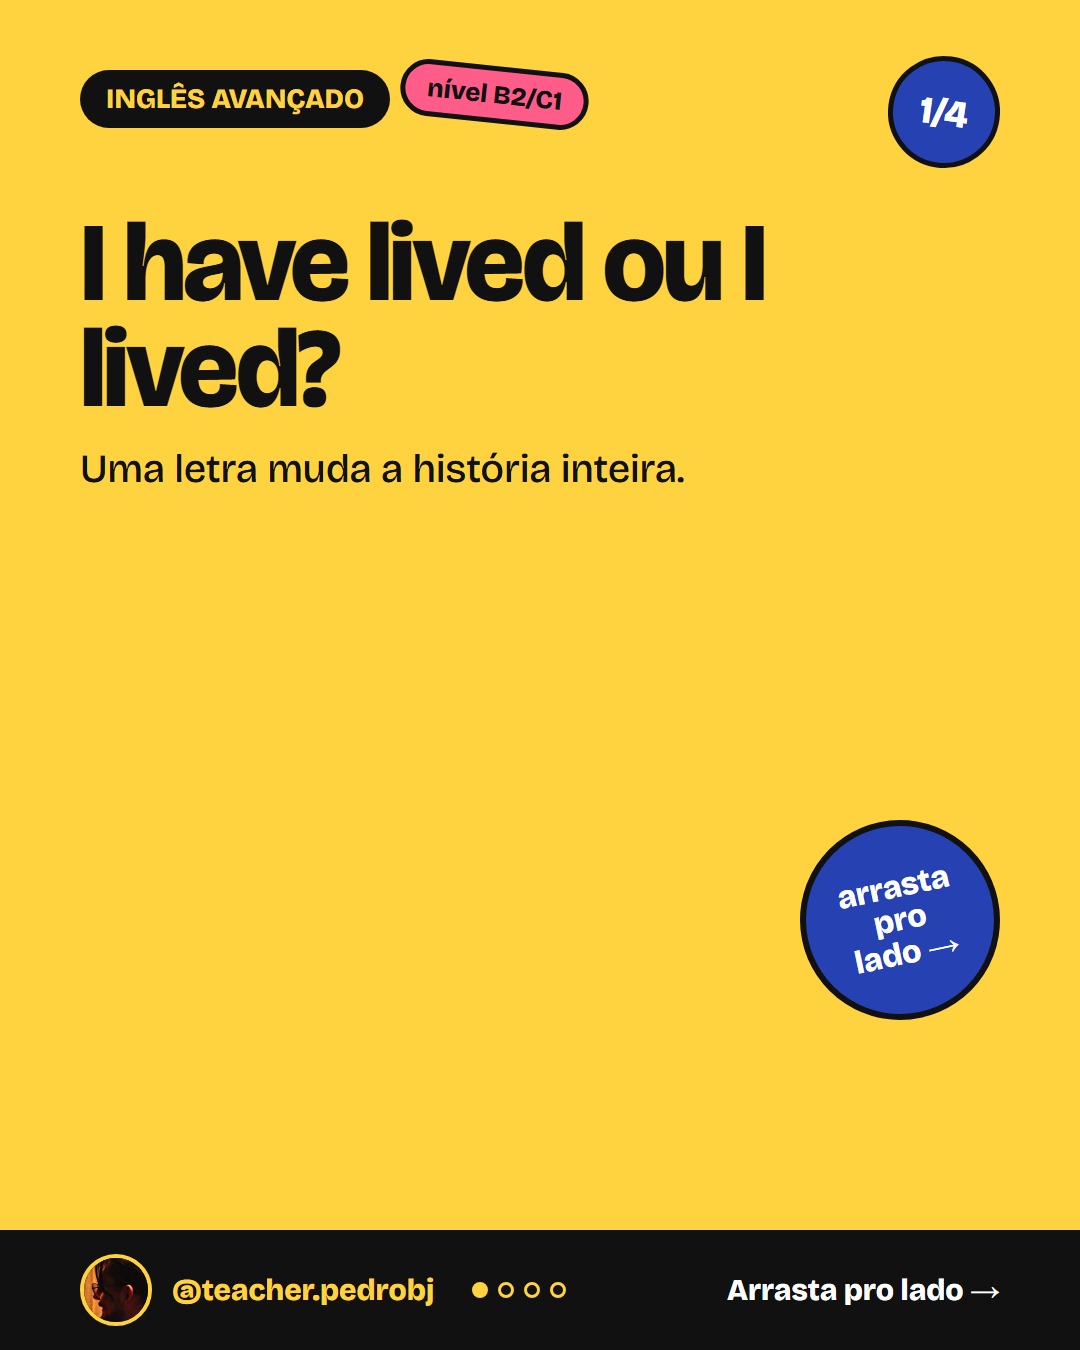 INGLÊS AVANÇADO
nível B2/C1
1/4
I have lived ou I
lived?
Uma letra muda a história inteira.
arrasta
pro
lado →
@teacher.pedrobj
Arrasta pro lado →